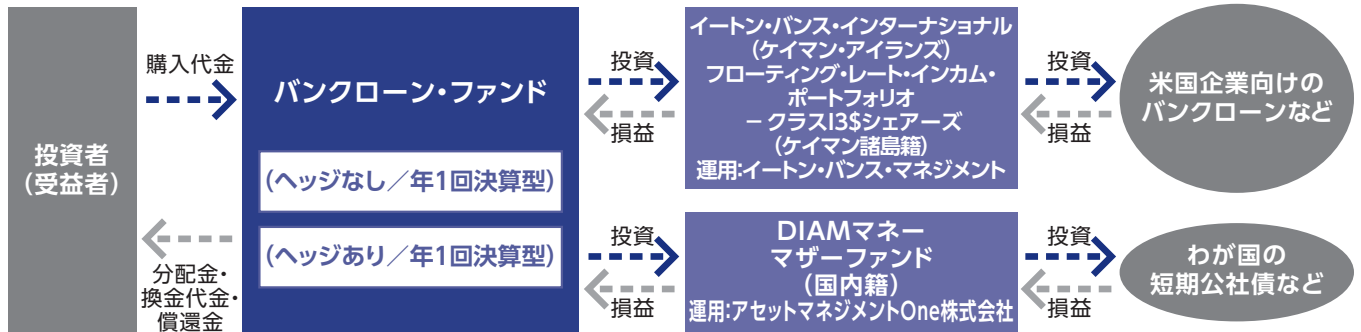 投資者
(受益者)
購入代金
分配金・
換金代金・
償還金
バンクローン・ファンド
(ヘッジなし／年1回決算型)
(ヘッジあり／年1回決算型)
投資
損益
イートン・バンス・インターナショナル
(ケイマン・アイランズ)
フローティング・レート・インカム・
ポートフォリオ
－クラスI3$シェアーズ
(ケイマン諸島籍)
運用:イートン・バンス・マネジメント
投資
損益
米国企業向けの
バンクローンなど
投資
損益
DIAMマネー
マザーファンド
(国内籍)
運用:アセットマネジメントOne株式会社
投資
損益
わが国の
短期公社債など